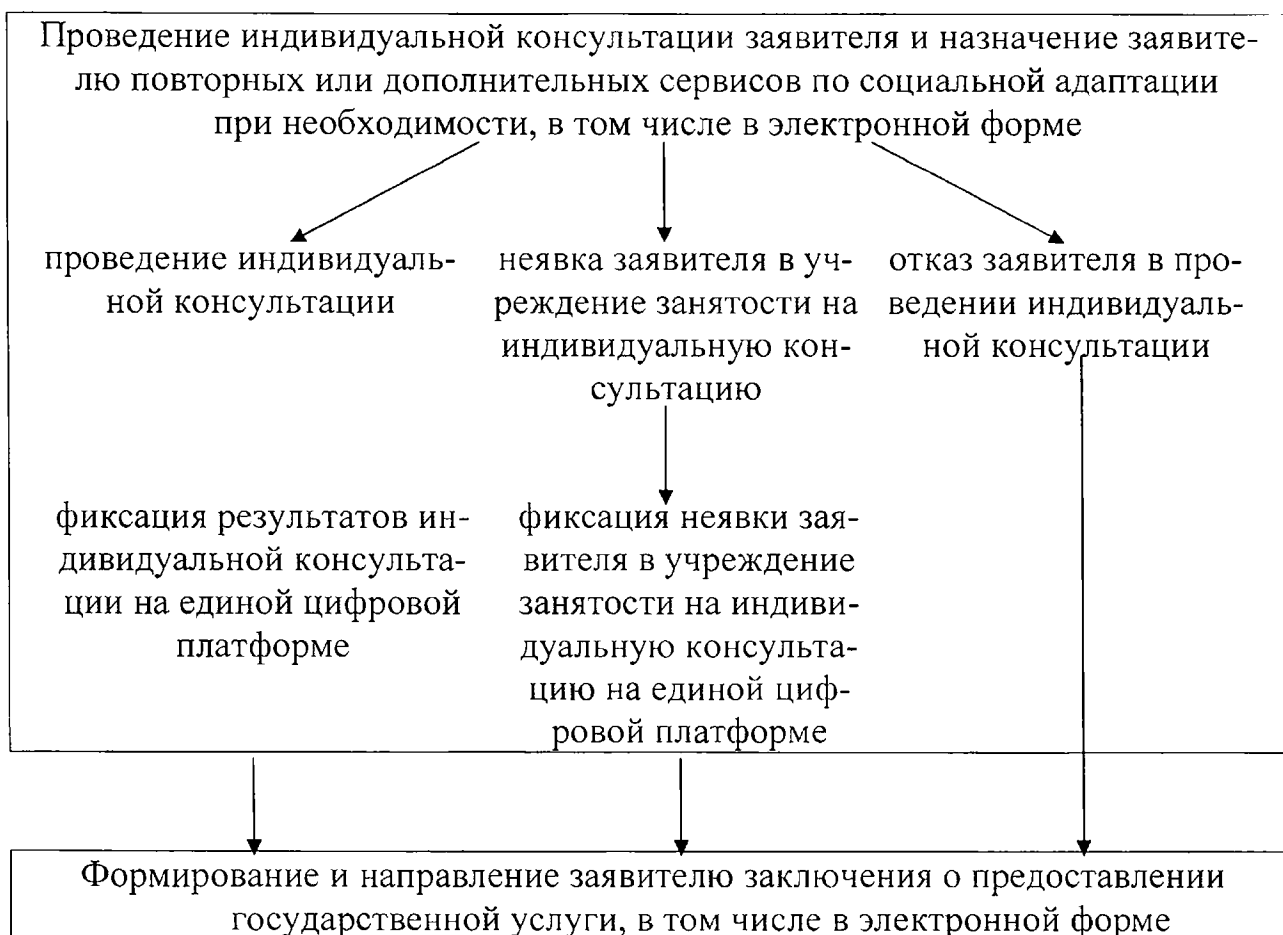 Проведение индивидуальной консультации заявителя и назначение заявите-
лю повторных или дополнительных сервисов по социальной адаптации
при необходимости, в том числе в электронной форме
проведение индивидуаль-
ной консультации
неявка заявителя в уч-
реждение занятости на
индивидуальную кон-
сультацию
отказ заявителя в про-
ведении индивидуаль-
ной консультации
фиксация результатов ин-
дивидуальной консульта-
ции на единой цифровой
платформе
фиксация неявки зая-
вителя в учреждение
занятости на индиви-
дуальную консульта-
цию на единой циф-
ровой платформе
Формирование и направление заявителю заключения о предоставлении
государственной услуги, в том числе в электронной форме